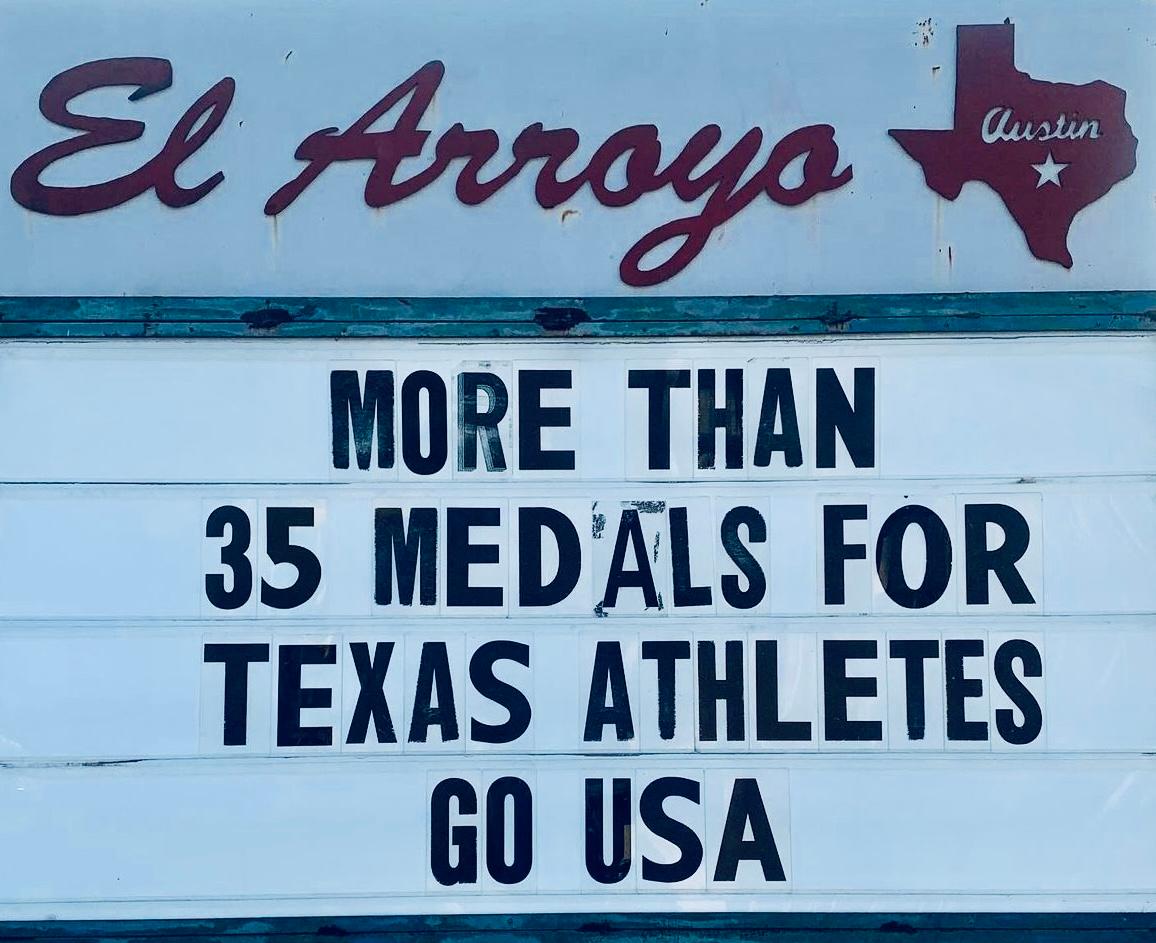 El Arroyo
Austin
MORE THAN
35 MEDALS FOR
TEXAS ATHLETES
GO USA